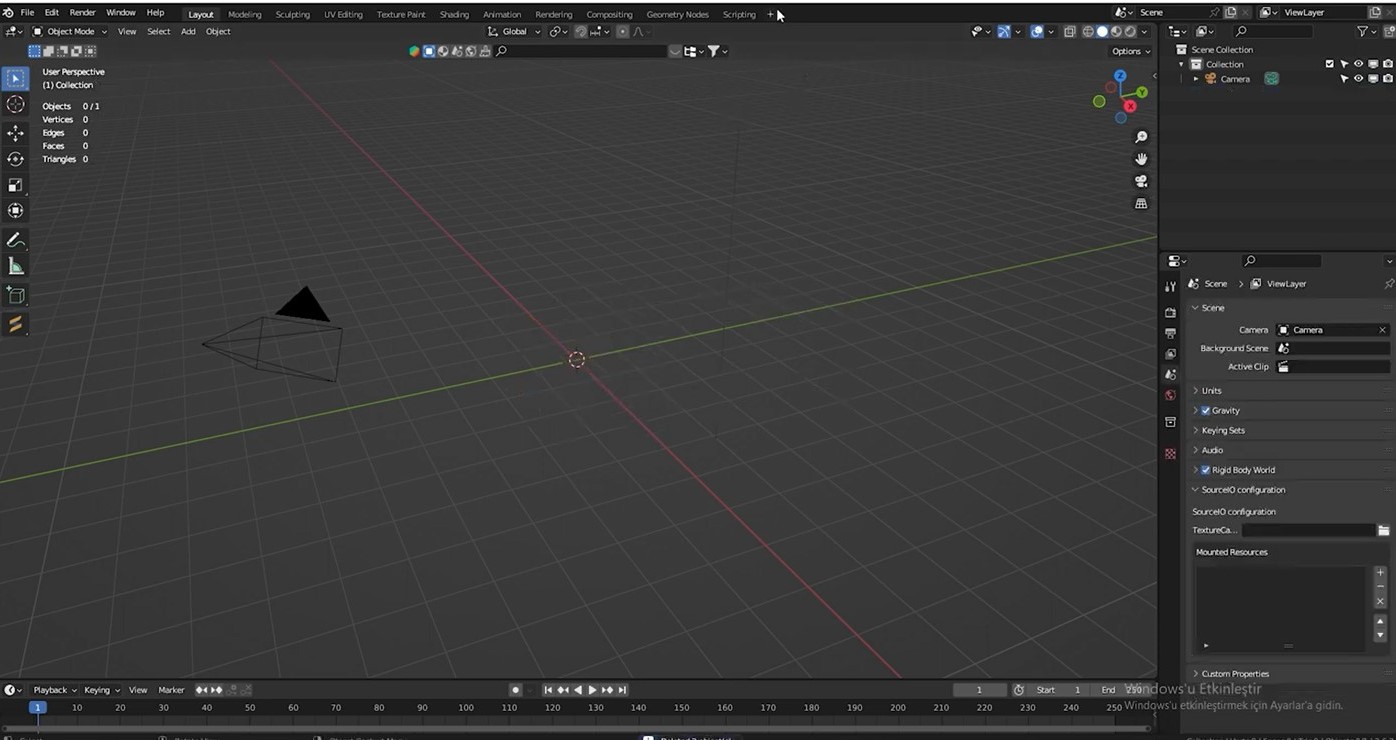 File Edit Render Window Help Layout Modeling Sculpting UV Editing Texture Paint Shading Animation Rendering Compositing Geometry Nodes Scripting + Scene ViewLayer
Object Mode View Select Add Object Global
Options
User Perspective
(1) Collection
Objects 0 / 1
Vertices 0
Edges 0
Faces 0
Triangles 0
Z
Y
X
Scene Collection
Collection
Camera
Scene > ViewLayer
Scene
Camera Camera
Background Scene
Active Clip
Units
Gravity
Keying Sets
Audio
Rigid Body World
SourceIO configuration
SourceIO configuration
TextureCa...
Mounted Resources
Custom Properties
Playback Keying View Marker 1 Start 1 End 250
1 10 20 30 40 50 60 70 80 90 100 110 120 130 140 150 160 170 180 190 200 210 220 230 240 250
Windows'u Etkinleştir
Windows'u etkinleştirmek için Ayarlar'a gidin.